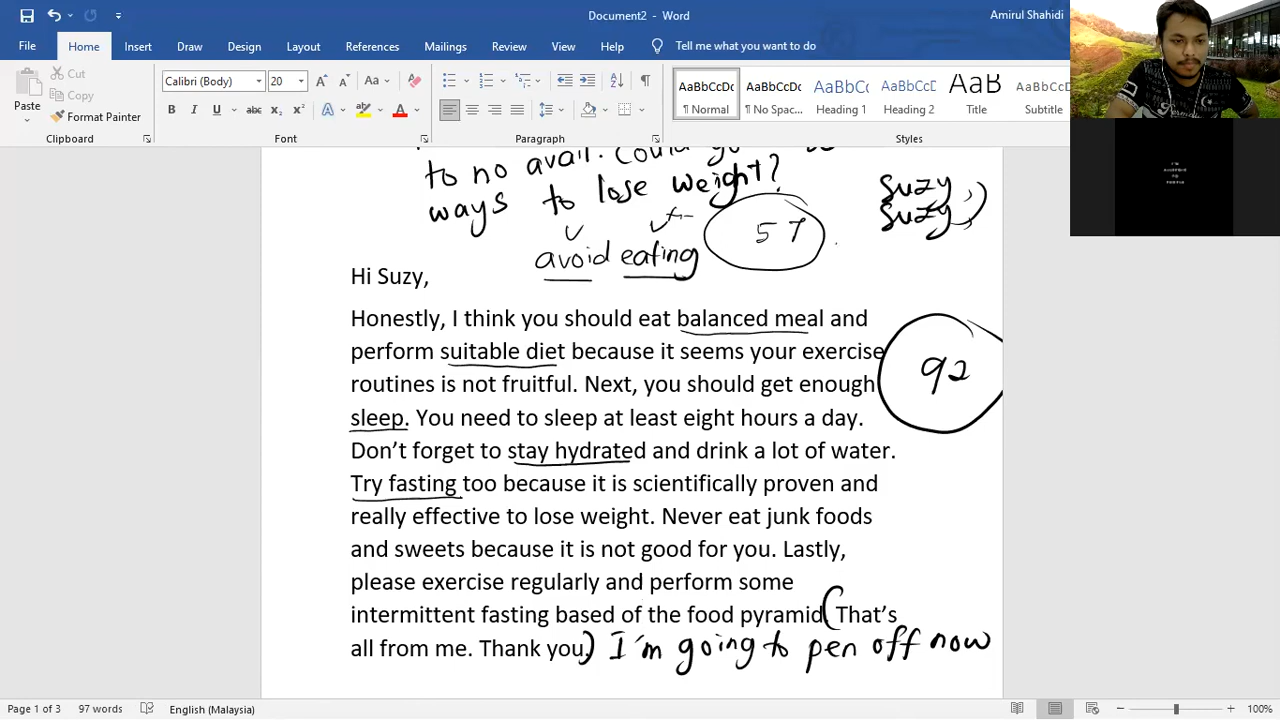 Document2 - Word
Amirul Shahidi
File Home Insert Draw Design Layout References Mailings Review View Help Tell me what you want to do
Paste
Cut
Copy
Format Painter
Calibri (Body) 20
Aa
B I U abc X2 X2 A A
Clipboard Font Paragraph Styles
AaBbCcDc AaBbCcDc AaBbC AaBbCcC AaB AaBbCcD
¶ Normal ¶ No Spac... Heading 1 Heading 2 Title Subtitle
to no avail. Could
ways to lose weight?
Suzy
Suzy
57
avoid eating
Hi Suzy,
Honestly, I think you should eat balanced meal and
perform suitable diet because it seems your exercise
routines is not fruitful. Next, you should get enough
sleep. You need to sleep at least eight hours a day.
Don’t forget to stay hydrated and drink a lot of water.
Try fasting too because it is scientifically proven and
really effective to lose weight. Never eat junk foods
and sweets because it is not good for you. Lastly,
please exercise regularly and perform some
intermittent fasting based of the food pyramid. (That’s
all from me. Thank you.) I'm going to pen off now
92
Page 1 of 3 97 words English (Malaysia) 100%